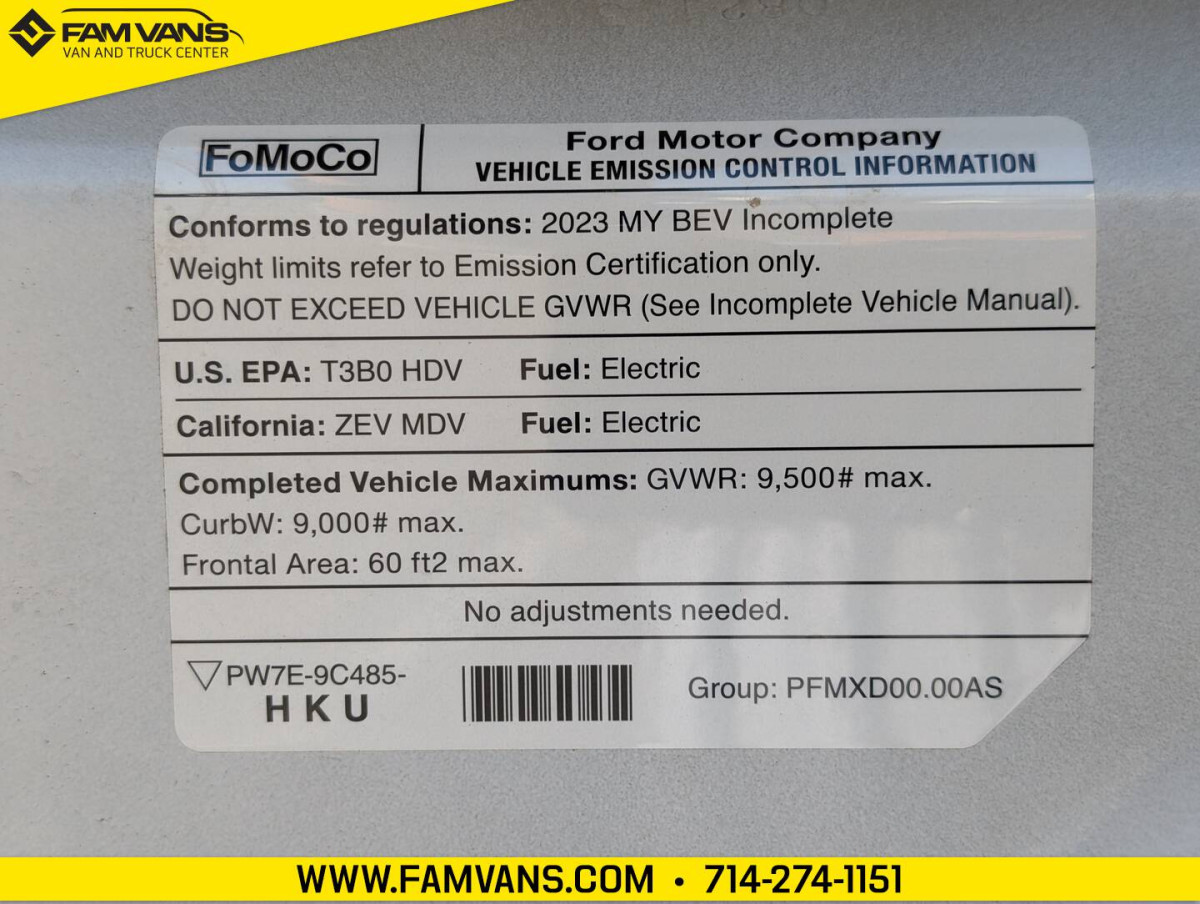 FAM VANS
VAN AND TRUCK CENTER
FoMoCo
Ford Motor Company
VEHICLE EMISSION CONTROL INFORMATION
Conforms to regulations: 2023 MY BEV Incomplete
Weight limits refer to Emission Certification only.
DO NOT EXCEED VEHICLE GVWR (See Incomplete Vehicle Manual).
U.S. EPA: T3B0 HDV Fuel: Electric
California: ZEV MDV Fuel: Electric
Completed Vehicle Maximums: GVWR: 9,500# max.
CurbW: 9,000# max.
Frontal Area: 60 ft2 max.
No adjustments needed.
PW7E-9C485-
HKU
Group: PFMXD00.00AS
WWW.FAMVANS.COM • 714-274-1151